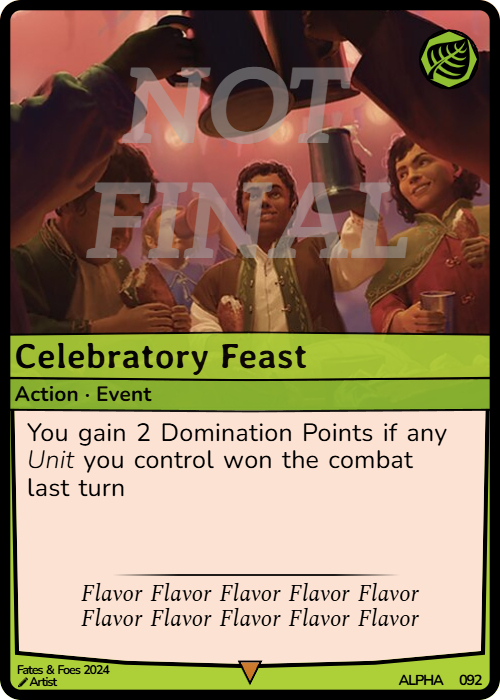 NOT
FINAL
Celebratory Feast
Action · Event
You gain 2 Domination Points if any
Unit you control won the combat
last turn
Flavor Flavor Flavor Flavor Flavor
Flavor Flavor Flavor Flavor Flavor
Fates & Foes 2024
Artist
ALPHA 092